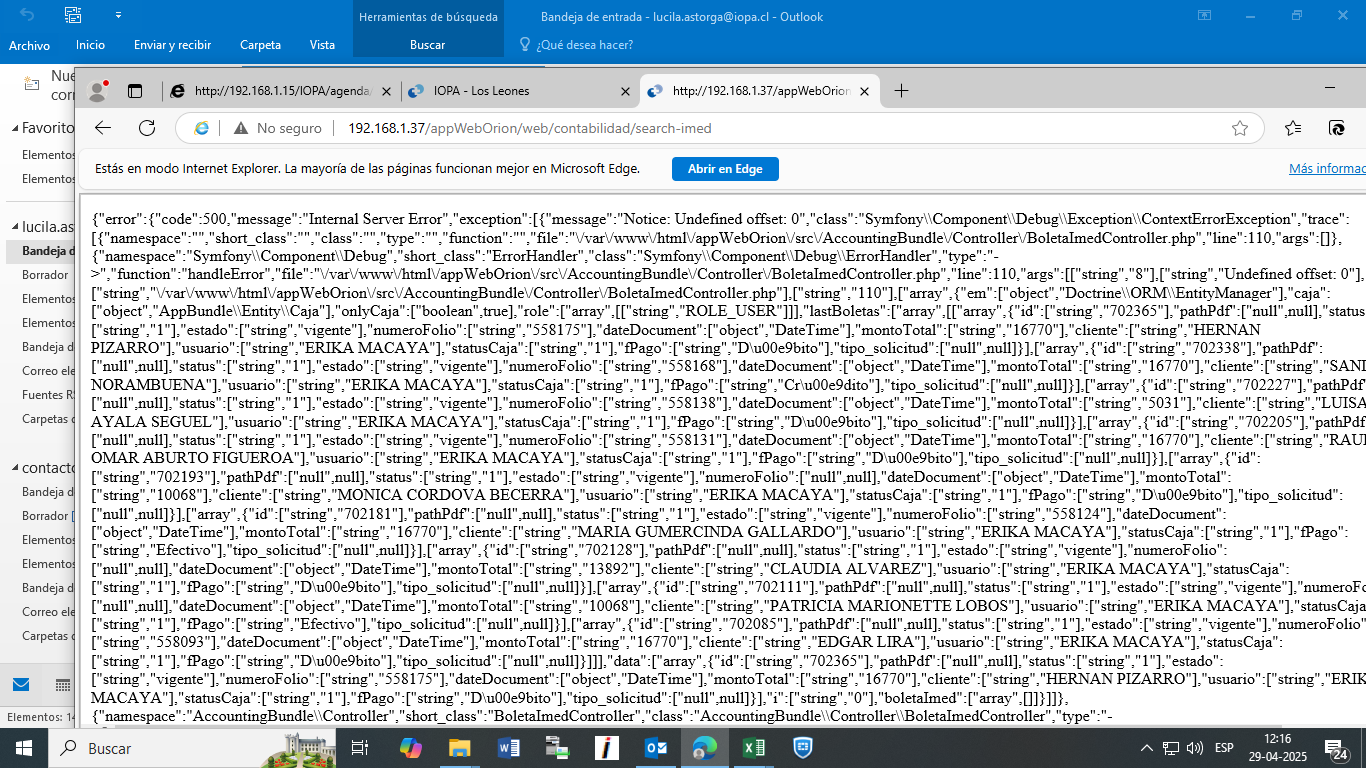 Herramientas de búsqueda
Bandeja de entrada - lucila.astorga@iopa.cl - Outlook
Archivo Inicio Enviar y recibir Carpeta Vista Buscar ¿Qué desea hacer?
http://192.168.1.15/IOPA/agenda/ IOPA - Los Leones http://192.168.1.37/appWebOrion
No seguro 192.168.1.37/appWebOrion/web/contabilidad/search-imed
Estás en modo Internet Explorer. La mayoría de las páginas funcionan mejor en Microsoft Edge. Abrir en Edge Más informac
Nue
corr
Favorito
Elementos
Elementos
lucila.as
Bandeja d
Borrador
Elementos
Elementos
Bandeja d
Correo ele
Fuentes RS
Carpetas d
contacto
Bandeja d
Borrador [
Elementos
Elementos
Bandeja d
Correo ele
Carpetas d
Elementos: 14
{"error":{"code":500,"message":"Internal Server Error","exception":[{"message":"Notice: Undefined offset: 0","class":"Symfony\\Component\\Debug\\Exception\\ContextErrorException","trace":
[{"namespace":"","short_class":"","class":"","type":"","function":"","file":"\/var\/www\/html\/appWebOrion\/src\/AccountingBundle\/Controller\/BoletaImedController.php","line":110,"args":[]},
{"namespace":"Symfony\\Component\\Debug","short_class":"ErrorHandler","class":"Symfony\\Component\\Debug\\ErrorHandler","type":"-
>","function":"handleError","file":"\/var\/www\/html\/appWebOrion\/src\/AccountingBundle\/Controller\/BoletaImedController.php","line":110,"args":[["string","8"],["string","Undefined offset: 0"],
["string","\/var\/www\/html\/appWebOrion\/src\/AccountingBundle\/Controller\/BoletaImedController.php"],["string","110"],["array",{"em":["object","Doctrine\\ORM\\EntityManager"],"caja":
["object","AppBundle\\Entity\\Caja"],"onlyCaja":["boolean",true],"role":["array",[["string","ROLE_USER"]]],"lastBoletas":["array",[["array",{"id":["string","702365"],"pathPdf":["null",null],"status":
["string","1"],"estado":["string","vigente"],"numeroFolio":["string","558175"],"dateDocument":["object","DateTime"],"montoTotal":["string","16770"],"cliente":["string","HERNAN
PIZARRO"],"usuario":["string","ERIKA MACAYA"],"statusCaja":["string","1"],"fPago":["string","D\u00e9bito"],"tipo_solicitud":["null",null]}],["array",{"id":["string","702338"],"pathPdf":
["null",null],"status":["string","1"],"estado":["string","vigente"],"numeroFolio":["string","558168"],"dateDocument":["object","DateTime"],"montoTotal":["string","16770"],"cliente":["string","SAND
NORAMBUENA"],"usuario":["string","ERIKA MACAYA"],"statusCaja":["string","1"],"fPago":["string","Cr\u00e9dito"],"tipo_solicitud":["null",null]}],["array",{"id":["string","702227"],"pathPdf"
["null",null],"status":["string","1"],"estado":["string","vigente"],"numeroFolio":["string","558138"],"dateDocument":["object","DateTime"],"montoTotal":["string","5031"],"cliente":["string","LUISA
AYALA SEGUEL"],"usuario":["string","ERIKA MACAYA"],"statusCaja":["string","1"],"fPago":["string","D\u00e9bito"],"tipo_solicitud":["null",null]}],["array",{"id":["string","702205"],"pathPdf
["null",null],"status":["string","1"],"estado":["string","vigente"],"numeroFolio":["string","558131"],"dateDocument":["object","DateTime"],"montoTotal":["string","16770"],"cliente":["string","RAUL
OMAR ABURTO FIGUEROA"],"usuario":["string","ERIKA MACAYA"],"statusCaja":["string","1"],"fPago":["string","D\u00e9bito"],"tipo_solicitud":["null",null]}],["array",{"id":
["string","702193"],"pathPdf":["null",null],"status":["string","1"],"estado":["string","vigente"],"numeroFolio":["null",null],"dateDocument":["object","DateTime"],"montoTotal":
["string","10068"],"cliente":["string","MONICA CORDOVA BECERRA"],"usuario":["string","ERIKA MACAYA"],"statusCaja":["string","1"],"fPago":["string","D\u00e9bito"],"tipo_solicitud":
["null",null]}],["array",{"id":["string","702181"],"pathPdf":["null",null],"status":["string","1"],"estado":["string","vigente"],"numeroFolio":["string","558124"],"dateDocument":
["object","DateTime"],"montoTotal":["string","16770"],"cliente":["string","MARIA GUMERCINDA GALLARDO"],"usuario":["string","ERIKA MACAYA"],"statusCaja":["string","1"],"fPago":
["string","Efectivo"],"tipo_solicitud":["null",null]}],["array",{"id":["string","702128"],"pathPdf":["null",null],"status":["string","1"],"estado":["string","vigente"],"numeroFolio":
["null",null],"dateDocument":["object","DateTime"],"montoTotal":["string","13892"],"cliente":["string","CLAUDIA ALVAREZ"],"usuario":["string","ERIKA MACAYA"],"statusCaja":
["string","1"],"fPago":["string","D\u00e9bito"],"tipo_solicitud":["null",null]}],["array",{"id":["string","702111"],"pathPdf":["null",null],"status":["string","1"],"estado":["string","vigente"],"numeroFo
["null",null],"dateDocument":["object","DateTime"],"montoTotal":["string","10068"],"cliente":["string","PATRICIA MARIONETTE LOBOS"],"usuario":["string","ERIKA MACAYA"],"statusCaja
["string","1"],"fPago":["string","Efectivo"],"tipo_solicitud":["null",null]}],["array",{"id":["string","702085"],"pathPdf":["null",null],"status":["string","1"],"estado":["string","vigente"],"numeroFolio"
["string","558093"],"dateDocument":["object","DateTime"],"montoTotal":["string","16770"],"cliente":["string","EDGAR LIRA"],"usuario":["string","ERIKA MACAYA"],"statusCaja":
["string","1"],"fPago":["string","D\u00e9bito"],"tipo_solicitud":["null",null]}]]],"data":["array",{"id":["string","702365"],"pathPdf":["null",null],"status":["string","1"],"estado":
["string","vigente"],"numeroFolio":["string","558175"],"dateDocument":["object","DateTime"],"montoTotal":["string","16770"],"cliente":["string","HERNAN PIZARRO"],"usuario":["string","ERIK
MACAYA"],"statusCaja":["string","1"],"fPago":["string","D\u00e9bito"],"tipo_solicitud":["null",null]}],"i":["string","0"],"boletaImed":["array",[]]}]]},
{"namespace":"AccountingBundle\\Controller","short_class":"BoletaImedController","class":"AccountingBundle\\Controller\\BoletaImedController","type":"-
Buscar
ESP
12:16
29-04-2025
24